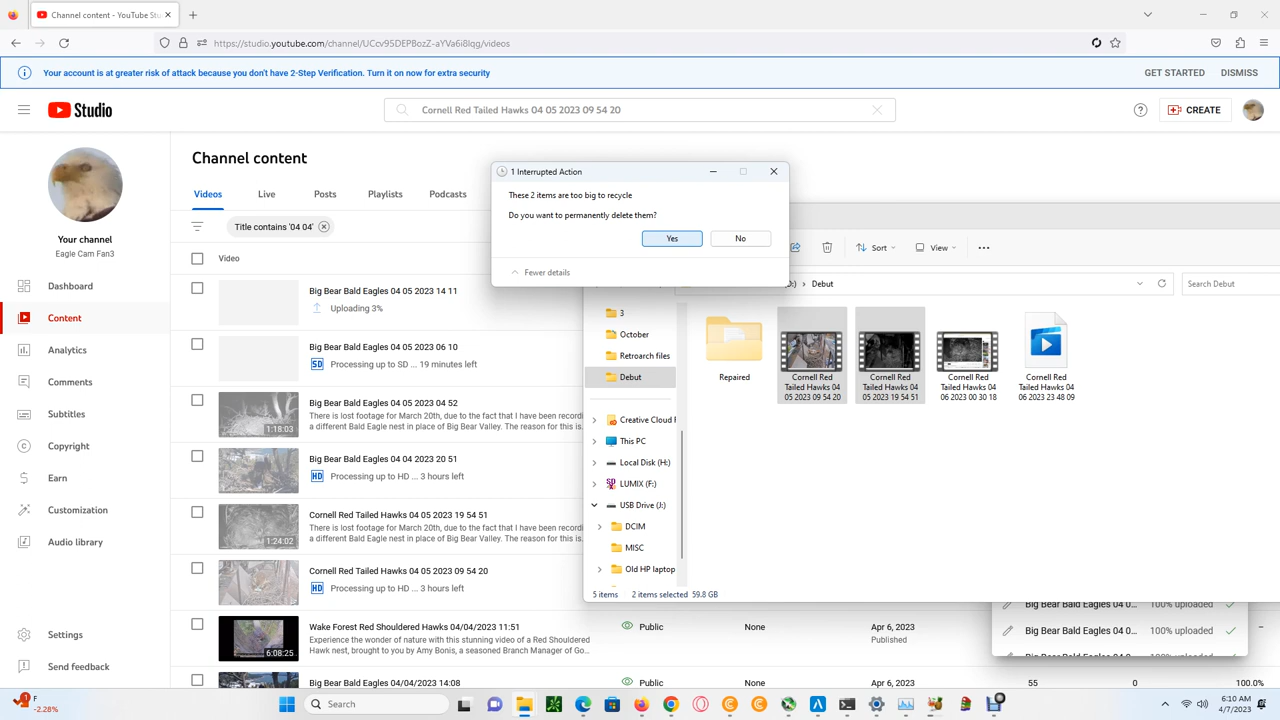 Channel content - YouTube Stu
https://studio.youtube.com/channel/UCcv95DEPBozZ-aYVa6i8lqg/videos
Your account is at greater risk of attack because you don't have 2-Step Verification. Turn it on now for extra security
GET STARTED
DISMISS
Studio
Cornell Red Tailed Hawks 04 05 2023 09 54 20
CREATE
Your channel
Eagle Cam Fan3
Dashboard
Content
Analytics
Comments
Subtitles
Copyright
Earn
Customization
Audio library
Settings
Send feedback
Channel content
Videos
Live
Posts
Playlists
Podcasts
Title contains '04 04'
Video
Big Bear Bald Eagles 04 05 2023 14 11
Uploading 3%
Big Bear Bald Eagles 04 05 2023 06 10
SD Processing up to SD ... 19 minutes left
Big Bear Bald Eagles 04 05 2023 04 52
There is lost footage for March 20th, due to the fact that I have been recordi
a different Bald Eagle nest in place of Big Bear Valley. The reason for this is.
1:18:03
Big Bear Bald Eagles 04 04 2023 20 51
HD Processing up to HD ... 3 hours left
Cornell Red Tailed Hawks 04 05 2023 19 54 51
There is lost footage for March 20th, due to the fact that I have been recordi
a different Bald Eagle nest in place of Big Bear Valley. The reason for this is.
1:24:02
Cornell Red Tailed Hawks 04 05 2023 09 54 20
HD Processing up to HD ... 3 hours left
Wake Forest Red Shouldered Hawks 04/04/2023 11:51
Experience the wonder of nature with this stunning video of a Red Shouldered
Hawk nest, brought to you by Amy Bonis, a seasoned Branch Manager of Go...
6:08:25
Public
None
Apr 6, 2023
Published
–
Big Bear Bald Eagles 04/04/2023 14:08
Public
None
Apr 6, 2023
55
0
100.0%
1 Interrupted Action
These 2 items are too big to recycle
Do you want to permanently delete them?
Yes
No
Fewer details
Sort
View
Debut
Search Debut
3
October
Retroarch files
Debut
Creative Cloud F
This PC
Local Disk (H:)
LUMIX (F:)
USB Drive (J:)
DCIM
MISC
Old HP laptop
Repaired
Cornell Red
Tailed Hawks 04
05 2023 09 54 20
Cornell Red
Tailed Hawks 04
05 2023 19 54 51
Cornell Red
Tailed Hawks 04
06 2023 00 30 18
Cornell Red
Tailed Hawks 04
06 2023 23 48 09
5 items
2 items selected 59.8 GB
Big Bear Bald Eagles 04 0...
100% uploaded
Big Bear Bald Eagles 04 0...
100% uploaded
1
F
-2.28%
Search
6:10 AM
4/7/2023